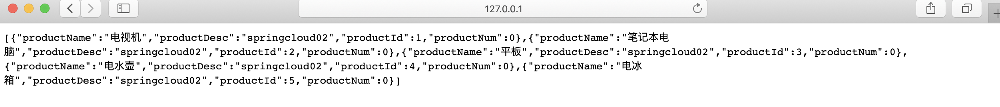 127.0.0.1
[{"productName":"电视机","productDesc":"springcloud02","productId":1,"productNum":0},{"productName":"笔记本电
脑","productDesc":"springcloud02","productId":2,"productNum":0},{"productName":"平板","productDesc":"springcloud02","productId":3,"productNum":0},
{"productName":"电水壶","productDesc":"springcloud02","productId":4,"productNum":0},{"productName":"电冰
箱","productDesc":"springcloud02","productId":5,"productNum":0}]